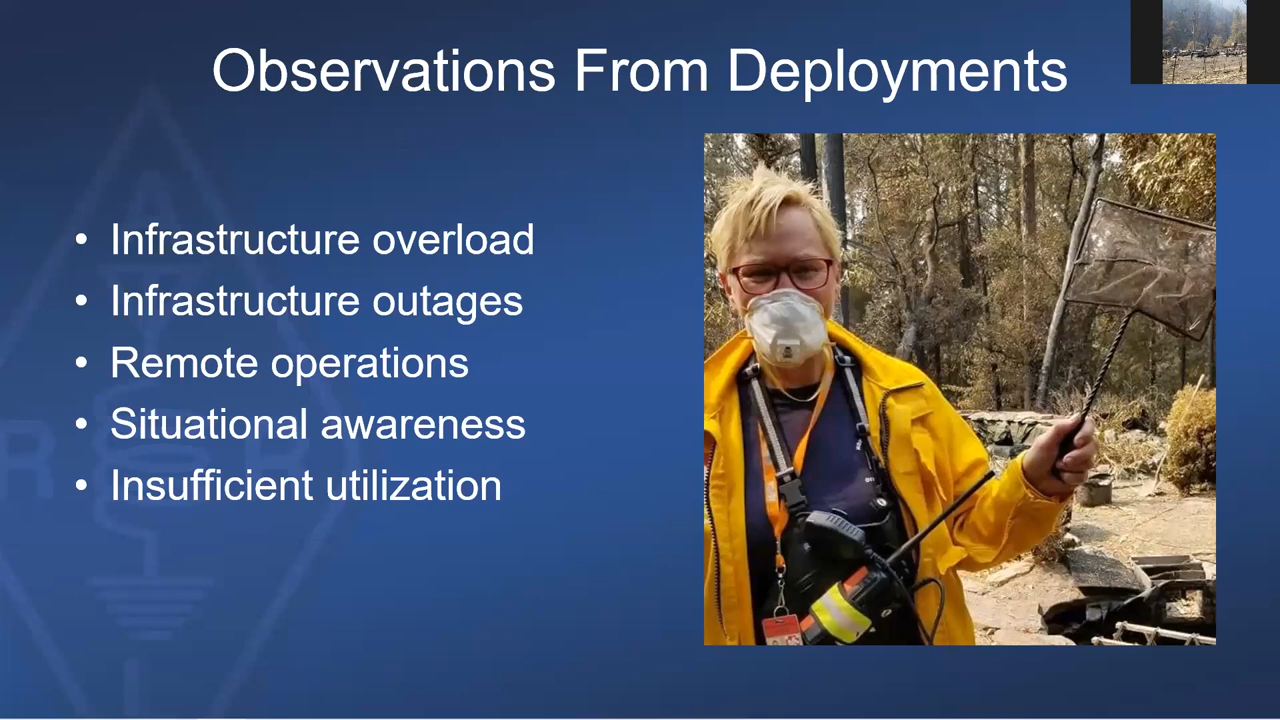 Observations From Deployments
• Infrastructure overload
• Infrastructure outages
• Remote operations
• Situational awareness
• Insufficient utilization